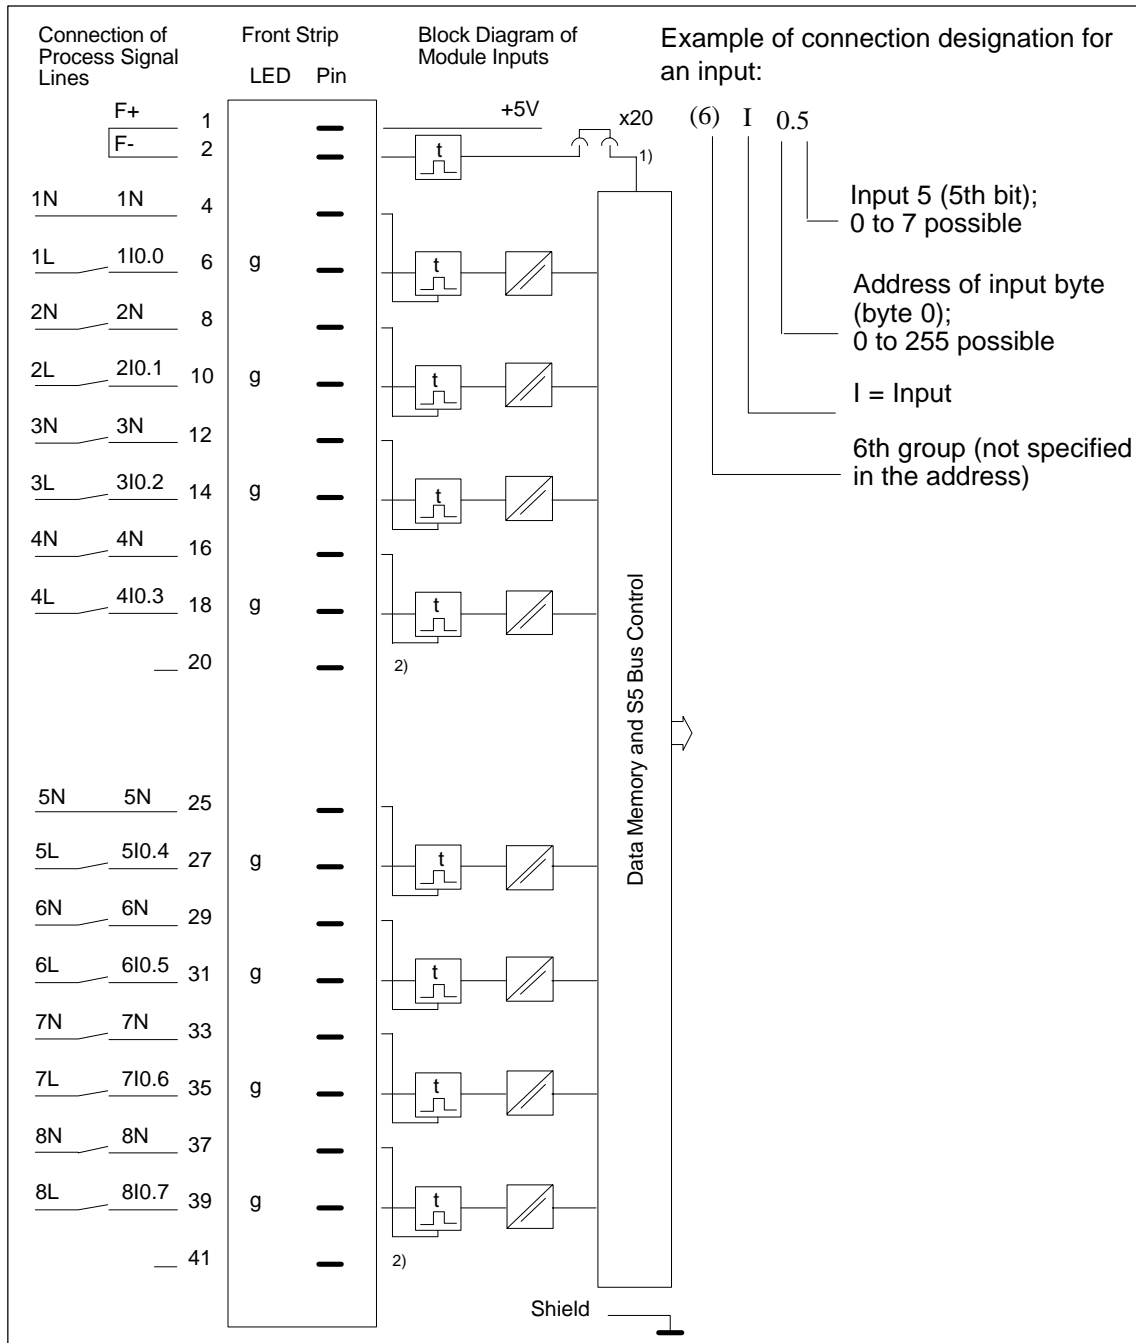 Connection of
Process Signal
Lines
Front Strip
LED Pin
Block Diagram of
Module Inputs
Example of connection designation for
an input:
F+ 1 +5V x20
F- 2 t 1)
(6) I 0.5
Input 5 (5th bit);
0 to 7 possible
Address of input byte
(byte 0);
0 to 255 possible
I = Input
6th group (not specified
in the address)
1N 1N 4
1L 1I0.0 6 g t
2N 2N 8
2L 2I0.1 10 g t
3N 3N 12
3L 3I0.2 14 g t
4N 4N 16
4L 4I0.3 18 g t
20 2)
Data Memory and S5 Bus Control
5N 5N 25
5L 5I0.4 27 g t
6N 6N 29
6L 6I0.5 31 g t
7N 7N 33
7L 7I0.6 35 g t
8N 8N 37
8L 8I0.7 39 g t
41 2)
Shield